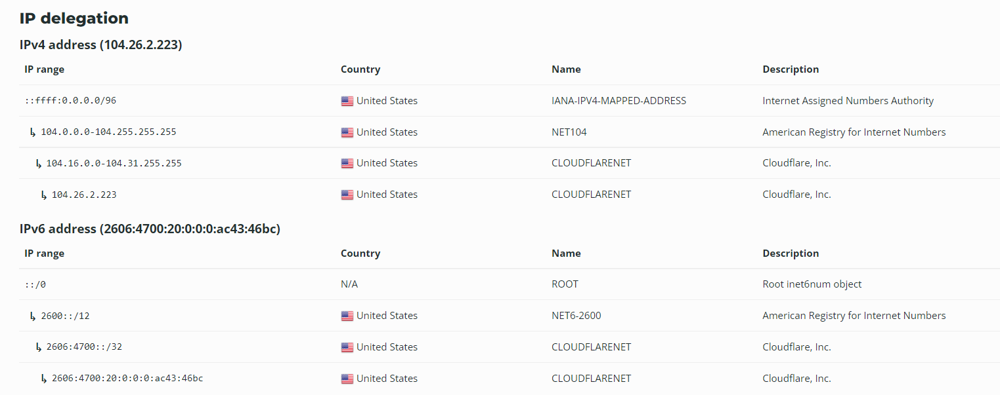 IP delegation
IPv4 address (104.26.2.223)
IP range Country Name Description
::ffff:0.0.0.0/96 United States IANA-IPV4-MAPPED-ADDRESS Internet Assigned Numbers Authority
↳ 104.0.0.0-104.255.255.255 United States NET104 American Registry for Internet Numbers
↳ 104.16.0.0-104.31.255.255 United States CLOUDFLARENET Cloudflare, Inc.
↳ 104.26.2.223 United States CLOUDFLARENET Cloudflare, Inc.
IPv6 address (2606:4700:20:0:0:0:ac43:46bc)
IP range Country Name Description
::/0 N/A ROOT Root inet6num object
↳ 2600::/12 United States NET6-2600 American Registry for Internet Numbers
↳ 2606:4700::/32 United States CLOUDFLARENET Cloudflare, Inc.
↳ 2606:4700:20:0:0:0:ac43:46bc United States CLOUDFLARENET Cloudflare, Inc.